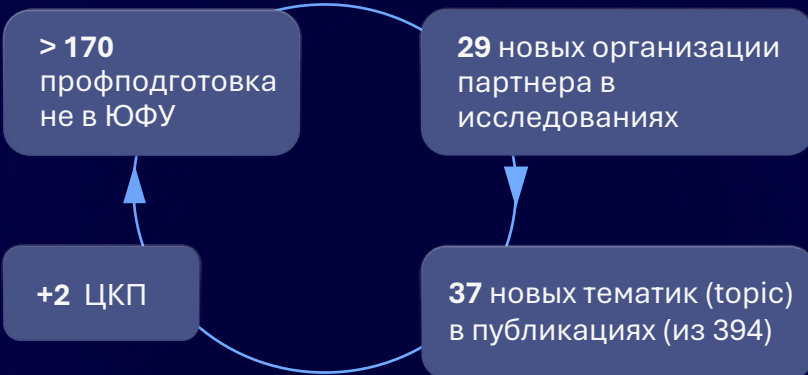 > 170
профподготовка
не в ЮФУ
29 новых организации
партнера в
исследованиях
+2 ЦКП
37 новых тематик (topic)
в публикациях (из 394)